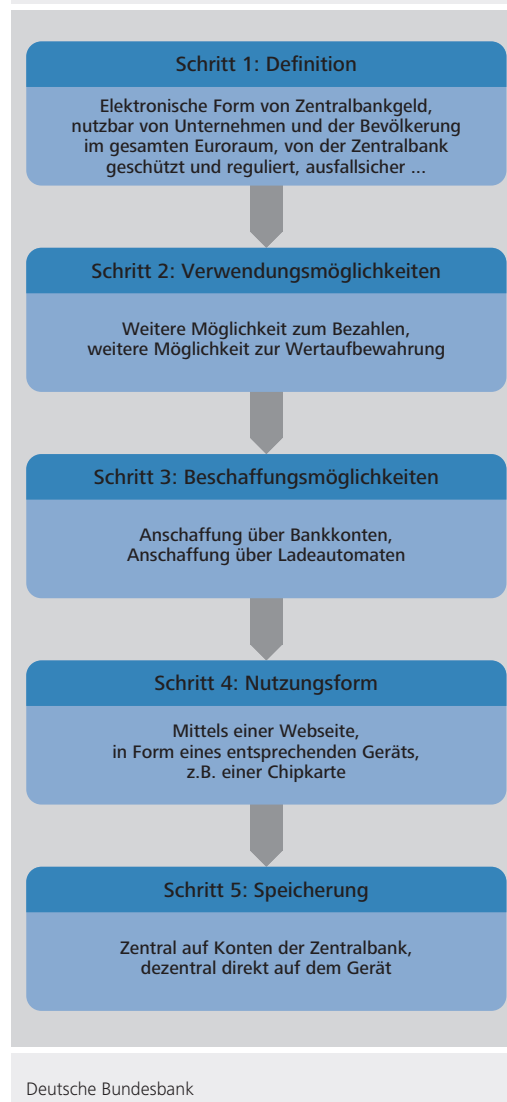 Schritt 1: Definition
Elektronische Form von Zentralbankgeld,
nutzbar von Unternehmen und der Bevölkerung
im gesamten Euroraum, von der Zentralbank
geschützt und reguliert, ausfallsicher ...
Schritt 2: Verwendungsmöglichkeiten
Weitere Möglichkeit zum Bezahlen,
weitere Möglichkeit zur Wertaufbewahrung
Schritt 3: Beschaffungsmöglichkeiten
Anschaffung über Bankkonten,
Anschaffung über Ladeautomaten
Schritt 4: Nutzungsform
Mittels einer Webseite,
in Form eines entsprechenden Geräts,
z.B. einer Chipkarte
Schritt 5: Speicherung
Zentral auf Konten der Zentralbank,
dezentral direkt auf dem Gerät
Deutsche Bundesbank